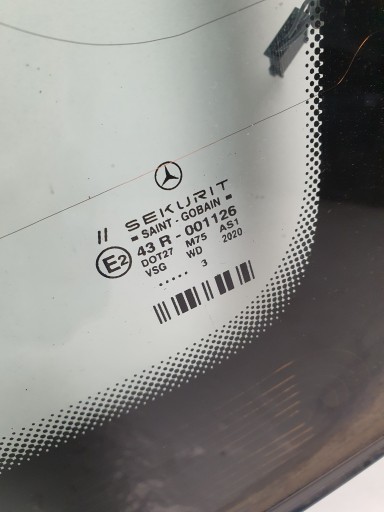 // SEKURIT
SAINT - GOBAIN
E2 43 R - 001126
DOT27 M75 AS1
VSG WD 2020
..... 3